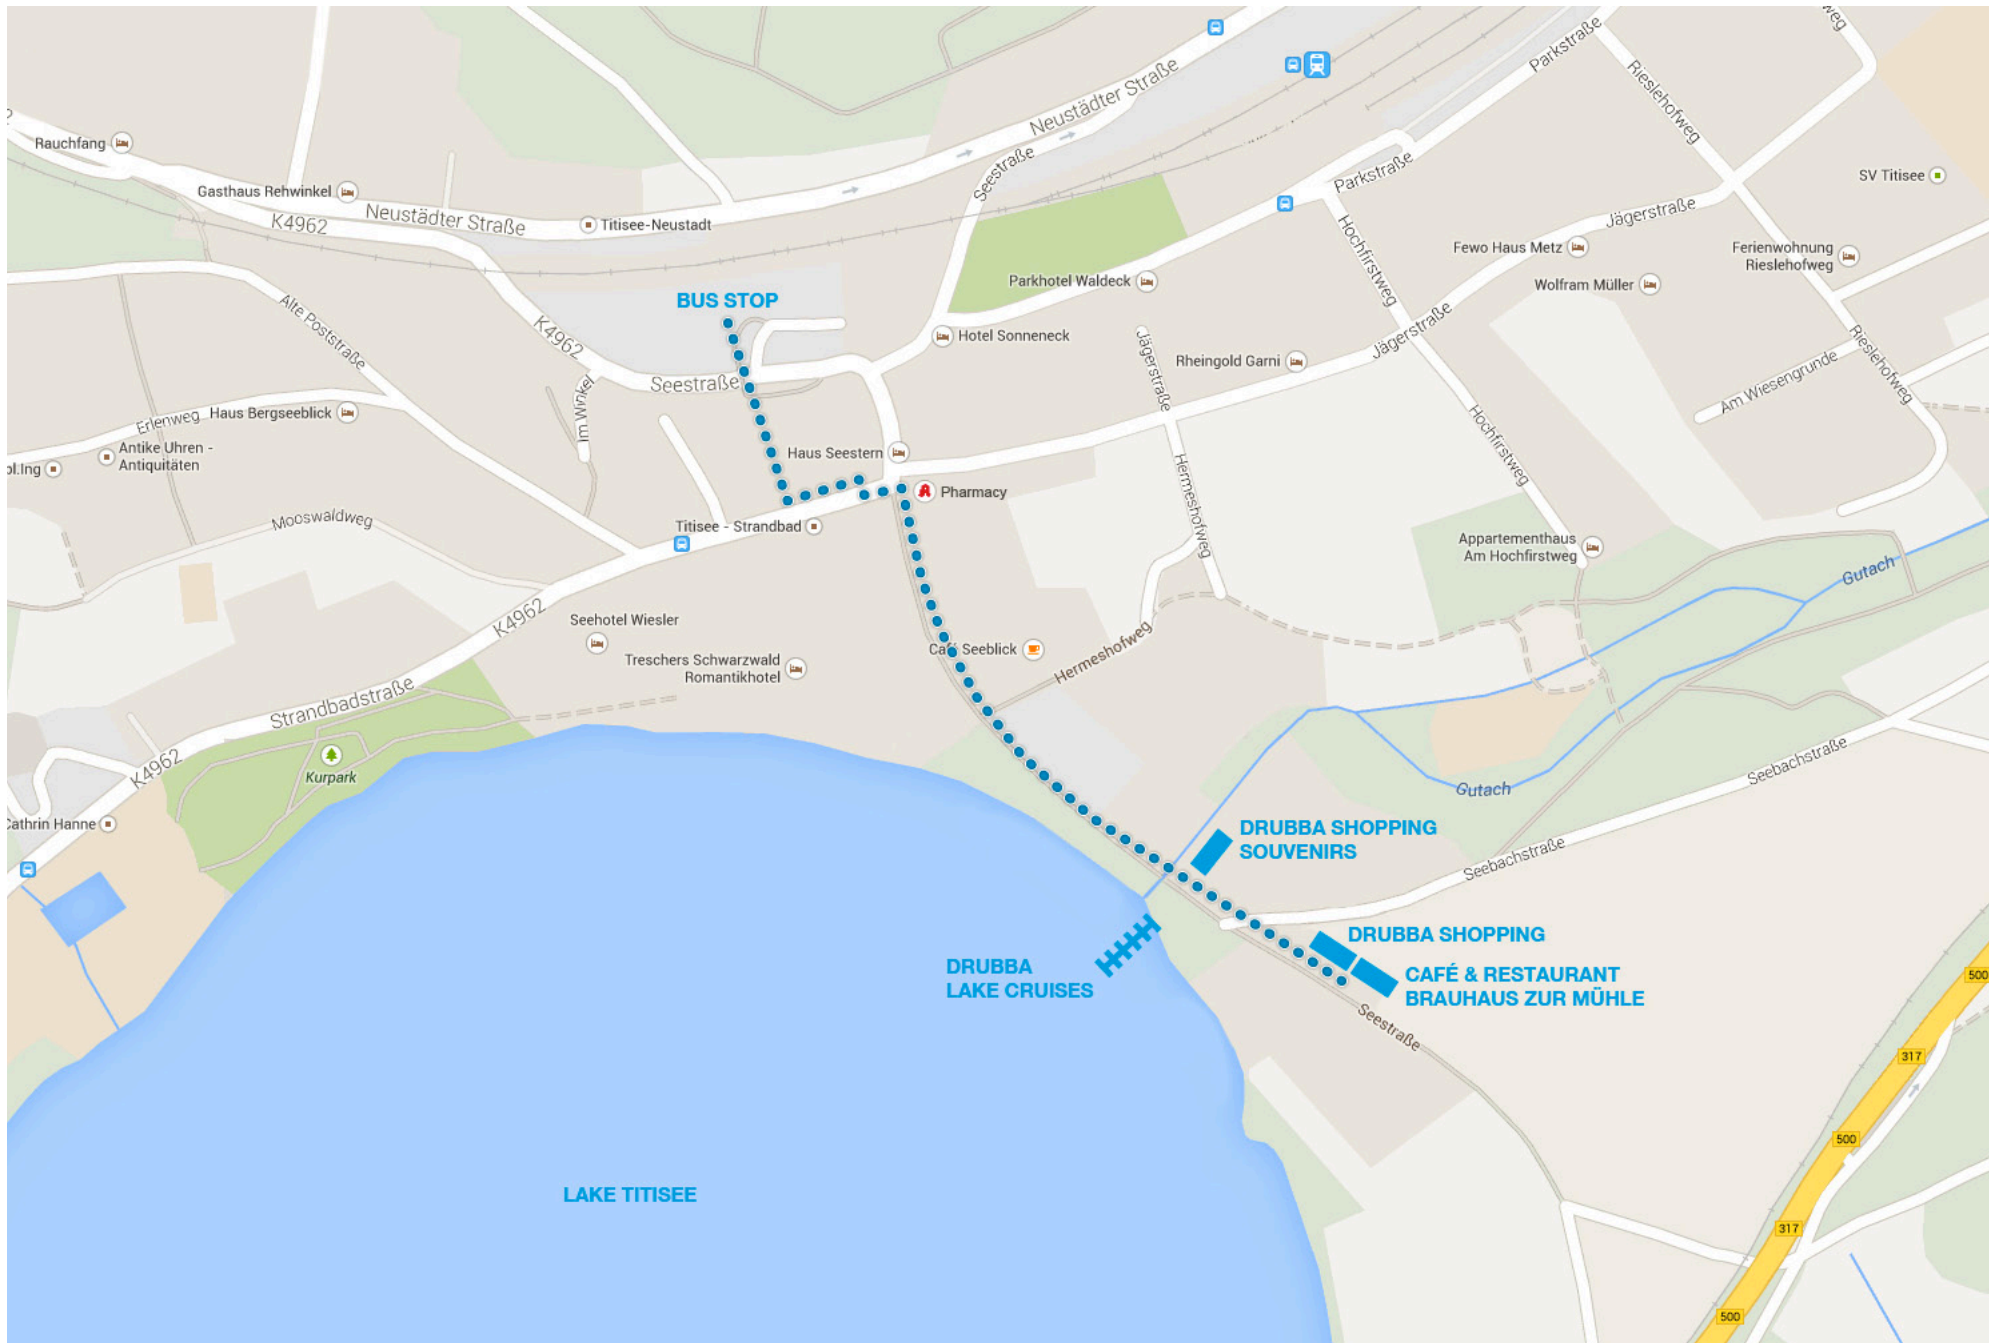 Neustädter Straße
Parkstraße
Rieslehofweg
weg
Rauchfang
Seestraße
Parkstraße
SV Titisee
Gasthaus Rehwinkel
K4962
Neustädter Straße
Titisee-Neustadt
Jägerstraße
Hochfirstweg
Fewo Haus Metz
Ferienwohnung
Rieslehofweg
Parkhotel Waldeck
Wolfram Müller
BUS STOP
Alte Poststraße
K4962
Hotel Sonneneck
Jägerstraße
Jägerstraße
Rheingold Garni
Rieslehofweg
Seestraße
Am Wiesengrunde
Im Winkel
Erlenweg
Haus Bergseeblick
Hochfirstweg
Antike Uhren -
Antiquitäten
Haus Seestern
pl.Ing
Hermeshofweg
Pharmacy
Mooswaldweg
Titisee - Strandbad
Appartementhaus
Am Hochfirstweg
Gutach
K4962
Seehotel Wiesler
Café Seeblick
Hermeshofweg
Treschers Schwarzwald
Romantikhotel
Strandbadstraße
K4962
Kurpark
Seebachstraße
Gutach
Cathrin Hanne
DRUBBA SHOPPING
SOUVENIRS
Seebachstraße
DRUBBA SHOPPING
DRUBBA
LAKE CRUISES
CAFÉ & RESTAURANT
BRAUHAUS ZUR MÜHLE
500
Seestraße
317
500
LAKE TITISEE
317
500